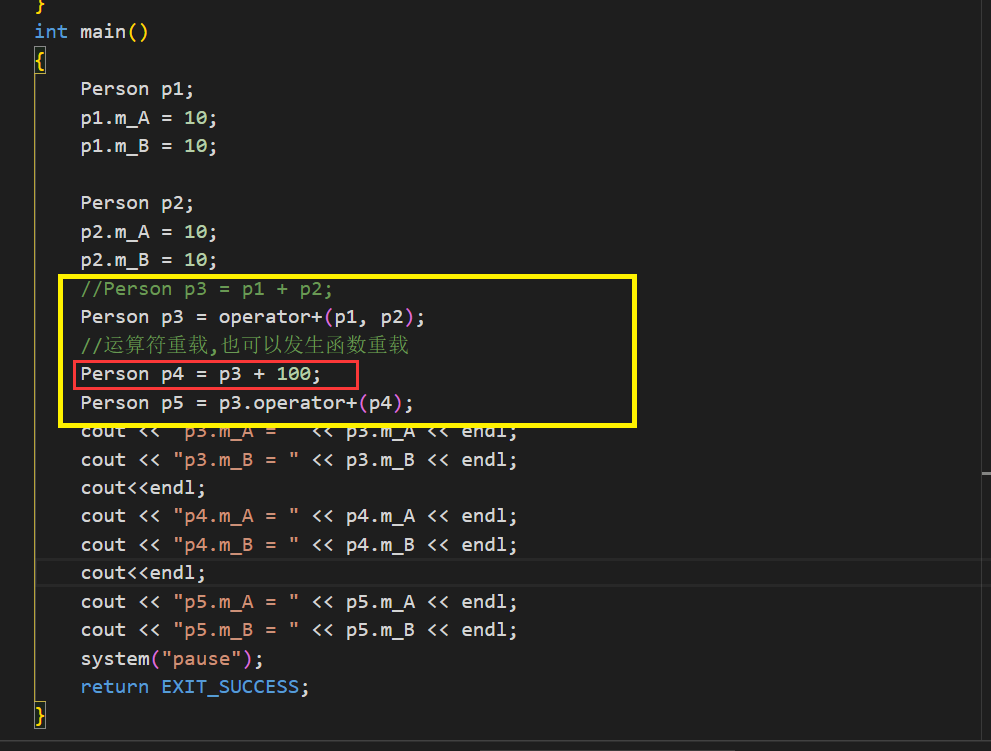 }
int main()
{
Person p1;
p1.m_A = 10;
p1.m_B = 10;
Person p2;
p2.m_A = 10;
p2.m_B = 10;
//Person p3 = p1 + p2;
Person p3 = operator+(p1, p2);
//运算符重载,也可以发生函数重载
Person p4 = p3 + 100;
Person p5 = p3.operator+(p4);
cout << "p3.m_A = " << p3.m_A << endl;
cout << "p3.m_B = " << p3.m_B << endl;
cout<<endl;
cout << "p4.m_A = " << p4.m_A << endl;
cout << "p4.m_B = " << p4.m_B << endl;
cout<<endl;
cout << "p5.m_A = " << p5.m_A << endl;
cout << "p5.m_B = " << p5.m_B << endl;
system("pause");
return EXIT_SUCCESS;
}